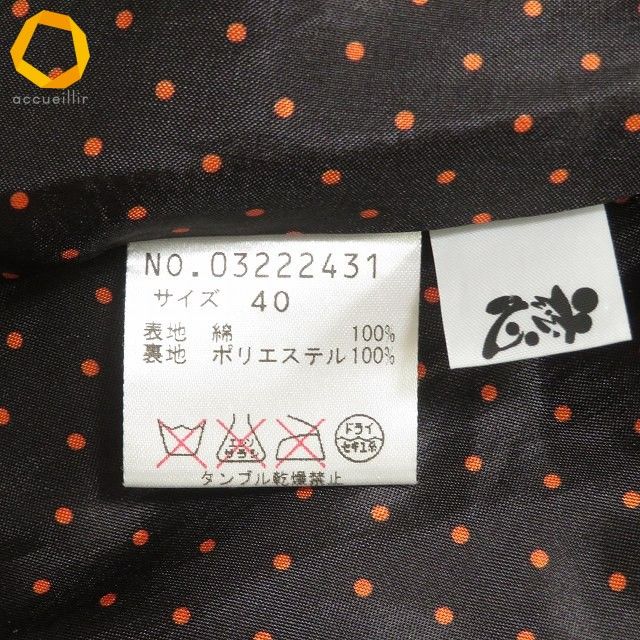 accueillir
NO.03222431
サイズ 40
表地 綿 100%
裏地 ポリエステル100%
エンソ
サラシ
ドライ
セキユ系
タンブル乾燥禁止